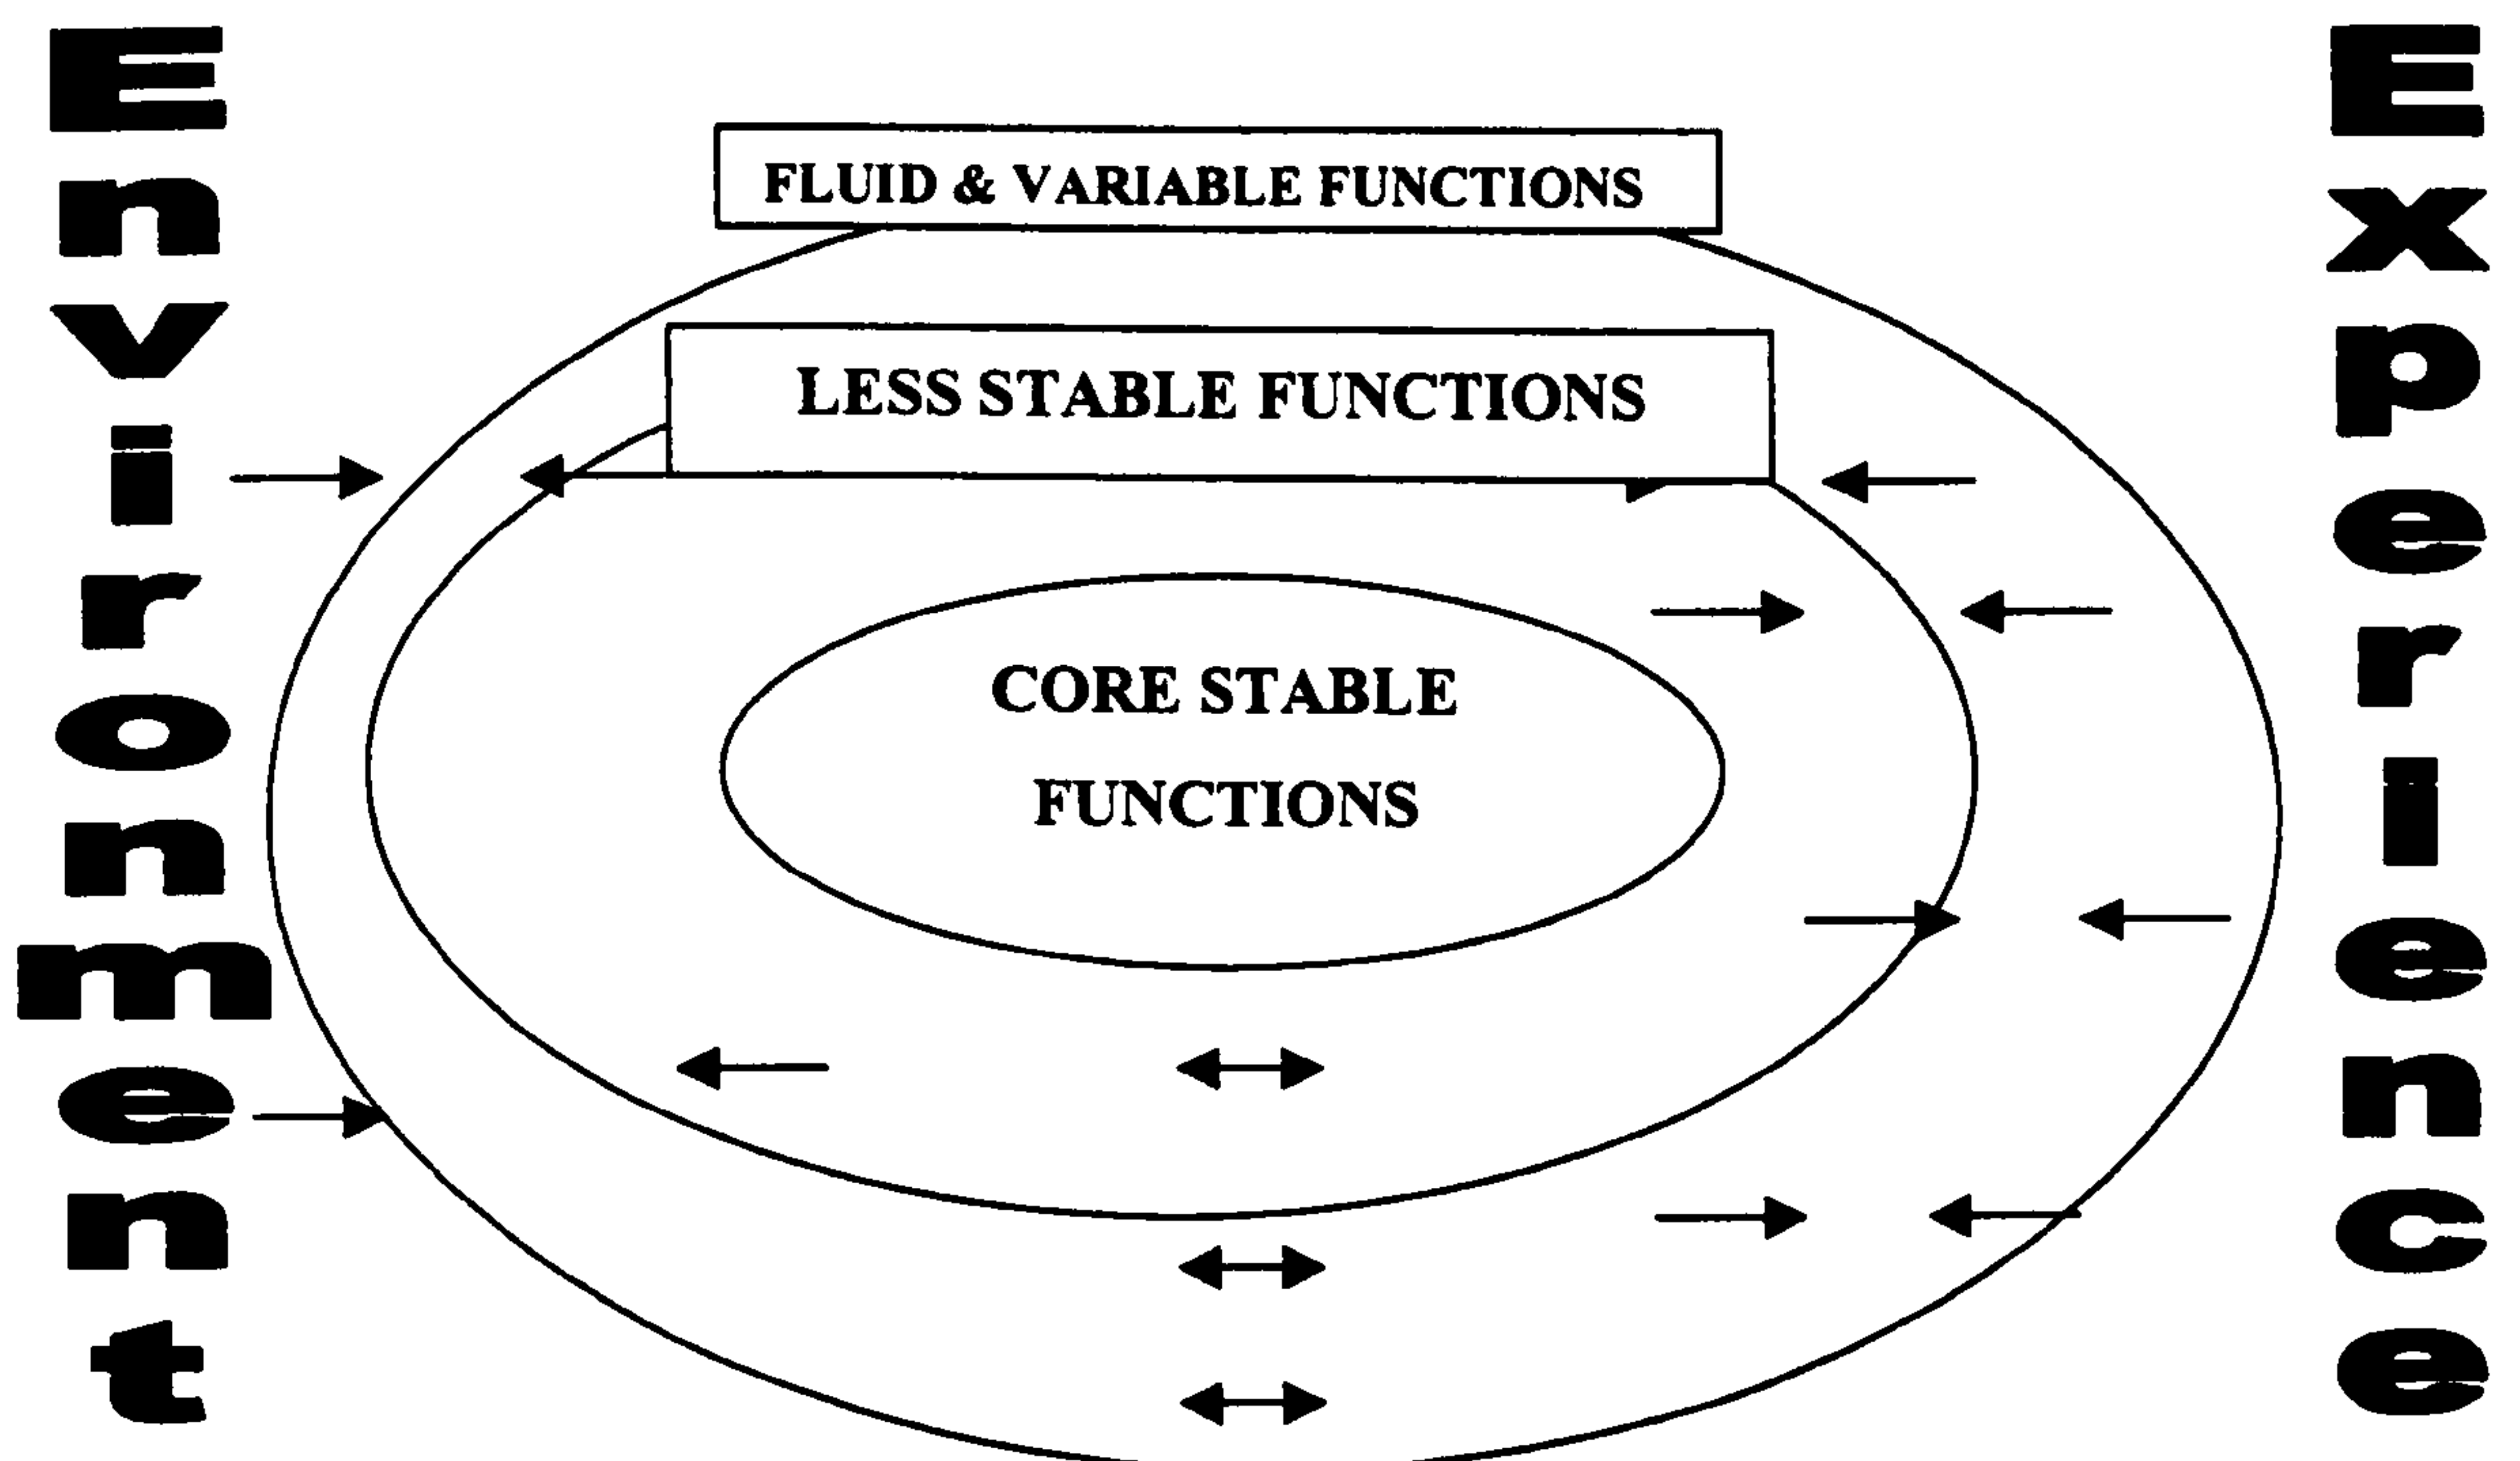 Environment
FLUID & VARIABLE FUNCTIONS
LESS STABLE FUNCTIONS
CORE STABLE
FUNCTIONS
Experience